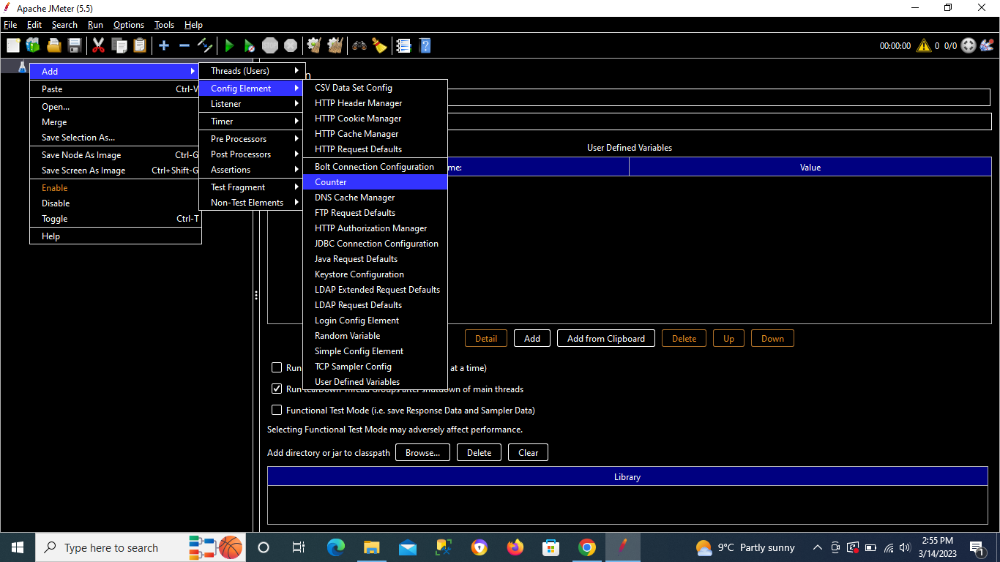 Apache JMeter (5.5)
File Edit Search Run Options Tools Help
00:00:00 0 0/0
Add
Paste Ctrl-V
Open...
Merge
Save Selection As...
Save Node As Image Ctrl-G
Save Screen As Image Ctrl+Shift-G
Enable
Disable
Toggle Ctrl-T
Help
Threads (Users)
Config Element
Listener
Timer
Pre Processors
Post Processors
Assertions
Test Fragment
Non-Test Elements
CSV Data Set Config
HTTP Header Manager
HTTP Cookie Manager
HTTP Cache Manager
HTTP Request Defaults
Bolt Connection Configuration
Counter
DNS Cache Manager
FTP Request Defaults
HTTP Authorization Manager
JDBC Connection Configuration
Java Request Defaults
Keystore Configuration
LDAP Extended Request Defaults
LDAP Request Defaults
Login Config Element
Random Variable
Simple Config Element
TCP Sampler Config
User Defined Variables
User Defined Variables
me: Value
Detail Add Add from Clipboard Delete Up Down
Run at a time)
Run tearDown Thread Groups after shutdown of main threads
Functional Test Mode (i.e. save Response Data and Sampler Data)
Selecting Functional Test Mode may adversely affect performance.
Add directory or jar to classpath Browse... Delete Clear
Library
Type here to search
9°C Partly sunny
2:55 PM
3/14/2023
1